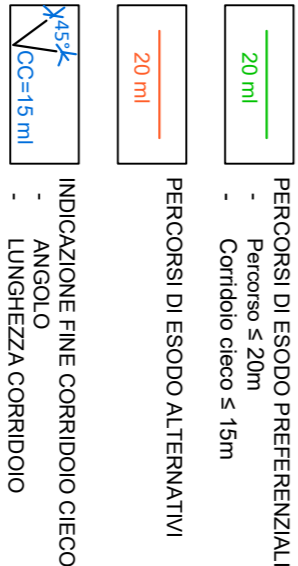 20 ml
PERCORSI DI ESODO PREFERENZIALI
- Percorso ≤ 20m
- Corridoio cieco ≤ 15m
20 ml
PERCORSI DI ESODO ALTERNATIVI
45°
CC=15 ml
INDICAZIONE FINE CORRIDOIO CIECO
- ANGOLO
- LUNGHEZZA CORRIDOIO